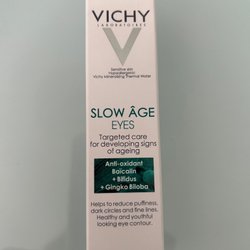 VICHY
LABORATOIRES
Sensitive skin
Hypoallergenic
Vichy Mineralizing Thermal Water
SLOW ÂGE
EYES
Targeted care
for developing signs
of ageing
Anti-oxidant
Baicalin
+ Bifidus
+ Gingko Biloba
Helps to reduce puffiness,
dark circles and fine lines.
Healthy and youthful
looking eye contour.